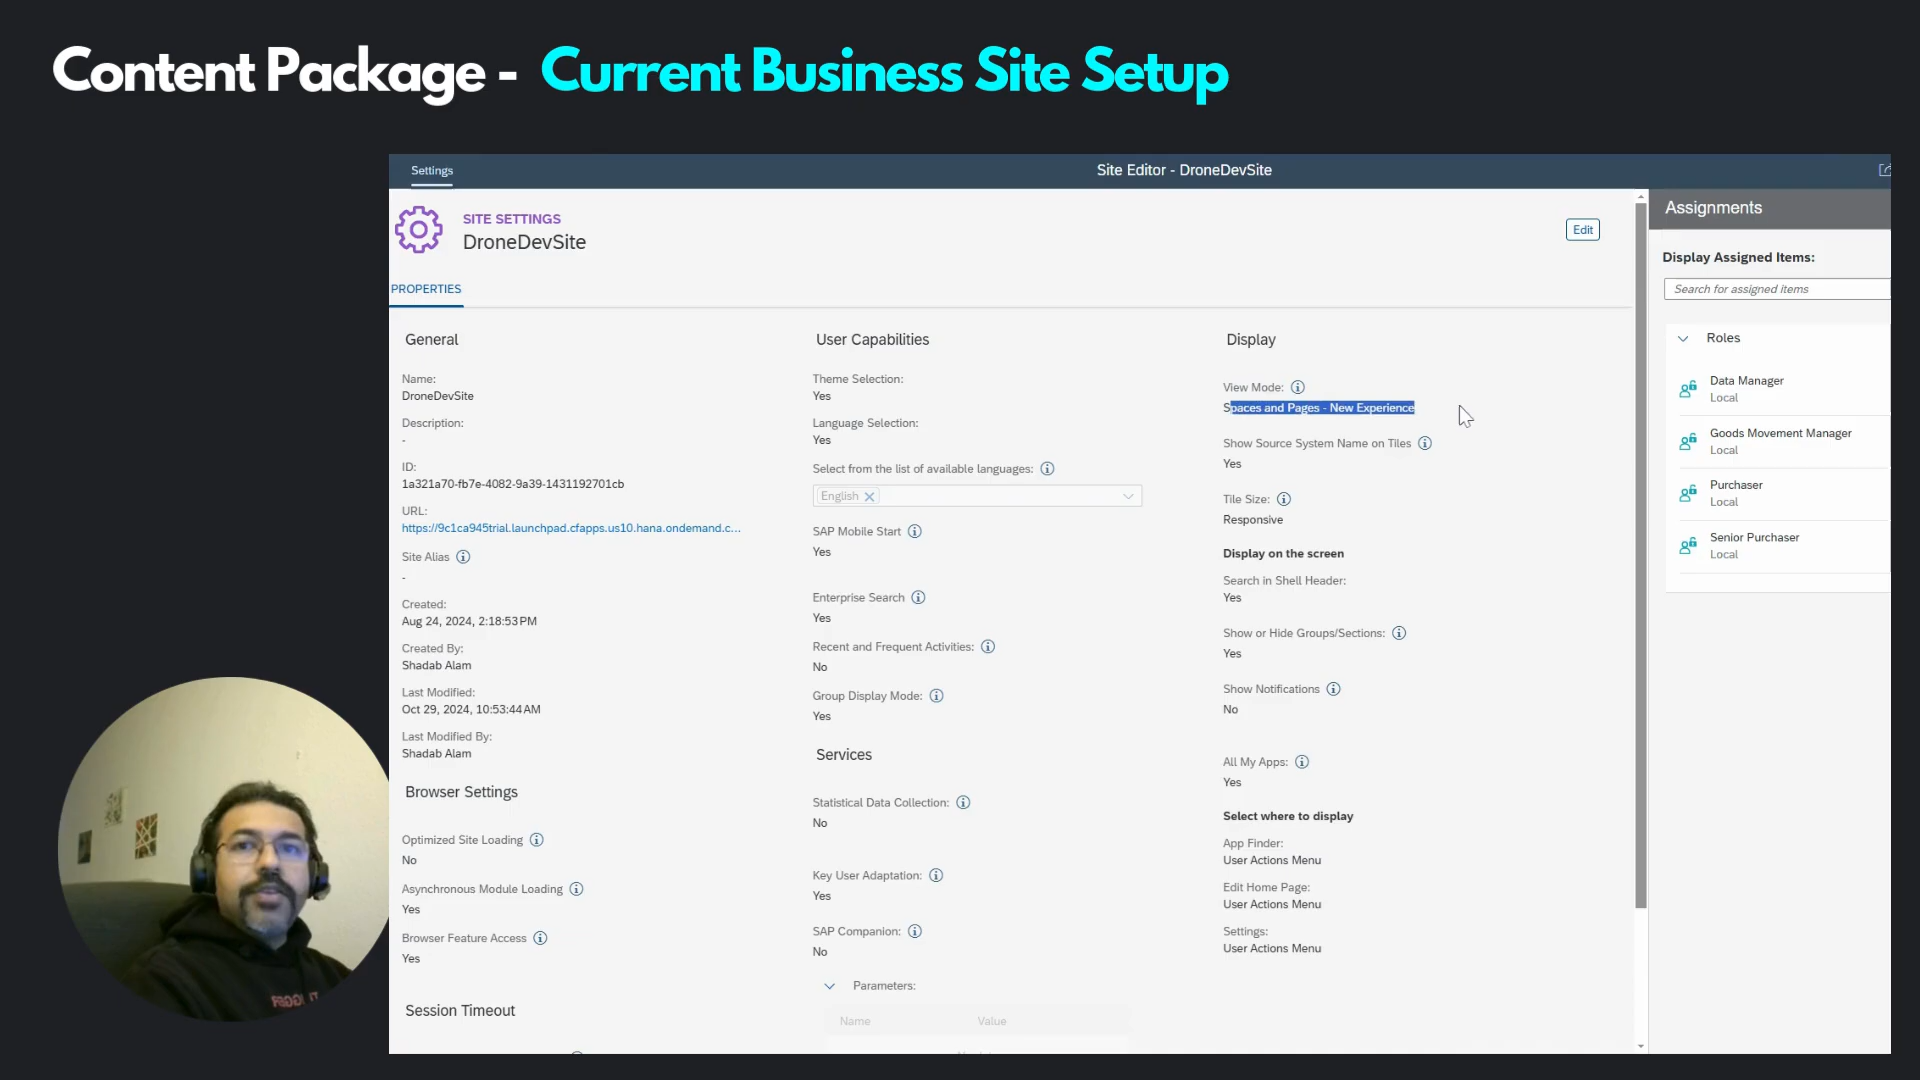 Content Package - Current Business Site Setup
Settings
Site Editor - DroneDevSite
SITE SETTINGS
DroneDevSite
Edit
PROPERTIES
General
Name:
DroneDevSite
Description:
-
ID:
1a321a70-fb7e-4082-9a39-1431192701cb
URL:
https://9c1ca945trial.launchpad.cfapps.us10.hana.ondemand.c...
Site Alias
-
Created:
Aug 24, 2024, 2:18:53 PM
Created By:
Shadab Alam
Last Modified:
Oct 29, 2024, 10:53:44 AM
Last Modified By:
Shadab Alam
Browser Settings
Optimized Site Loading
No
Asynchronous Module Loading
Yes
Browser Feature Access
Yes
Session Timeout
User Capabilities
Theme Selection:
Yes
Language Selection:
Yes
Select from the list of available languages:
English
SAP Mobile Start
Yes
Enterprise Search
Yes
Recent and Frequent Activities:
No
Group Display Mode:
Yes
Services
Statistical Data Collection:
No
Key User Adaptation:
Yes
SAP Companion:
No
Parameters:
Name Value
Display
View Mode:
Spaces and Pages - New Experience
Show Source System Name on Tiles
Yes
Tile Size:
Responsive
Display on the screen
Search in Shell Header:
Yes
Show or Hide Groups/Sections:
Yes
Show Notifications
No
All My Apps:
Yes
Select where to display
App Finder:
User Actions Menu
Edit Home Page:
User Actions Menu
Settings:
User Actions Menu
Assignments
Display Assigned Items:
Search for assigned items
Roles
Data Manager
Local
Goods Movement Manager
Local
Purchaser
Local
Senior Purchaser
Local